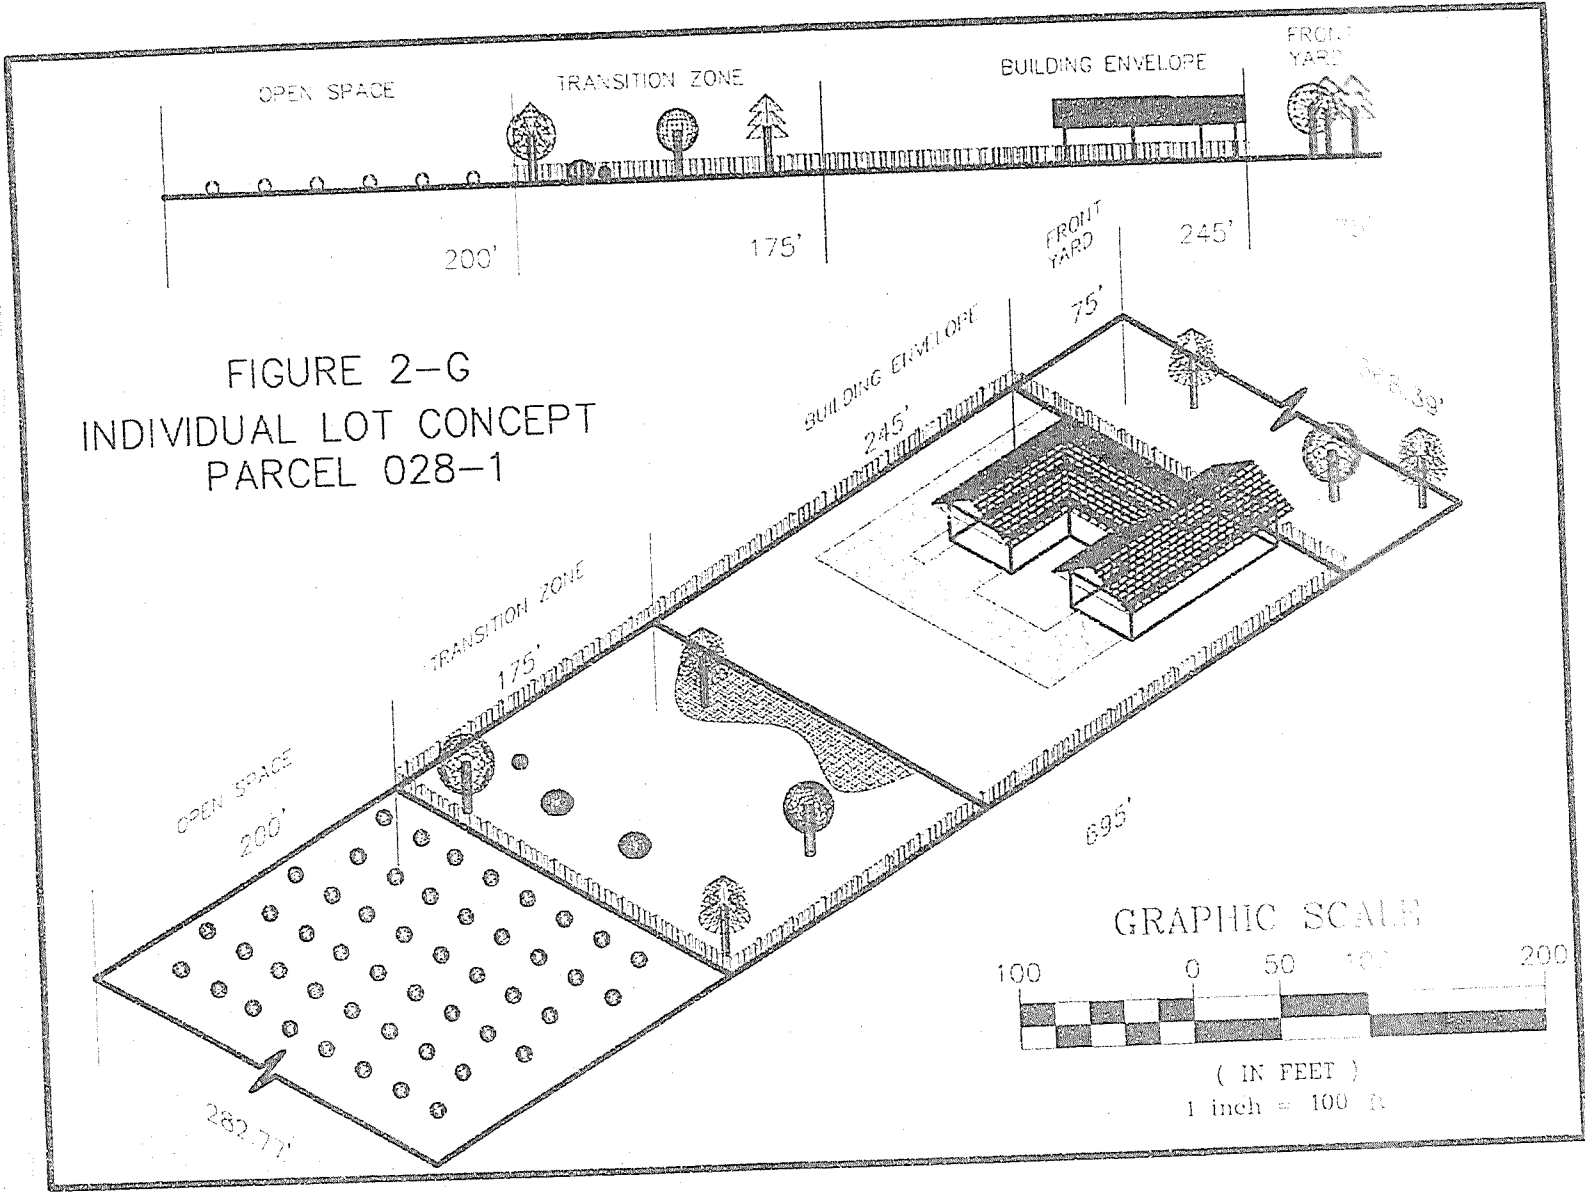 OPEN SPACE
TRANSITION ZONE
BUILDING ENVELOPE
FRONT
YARD
200'
175'
245'
75'
FIGURE 2-G
INDIVIDUAL LOT CONCEPT
PARCEL 028-1
FRONT
YARD
75'
BUILDING ENVELOPE
245'
TRANSITION ZONE
175'
OPEN SPACE
200'
695'
282.77'
GRAPHIC SCALE
100 0 50 100 200
( IN FEET )
1 inch = 100 ft